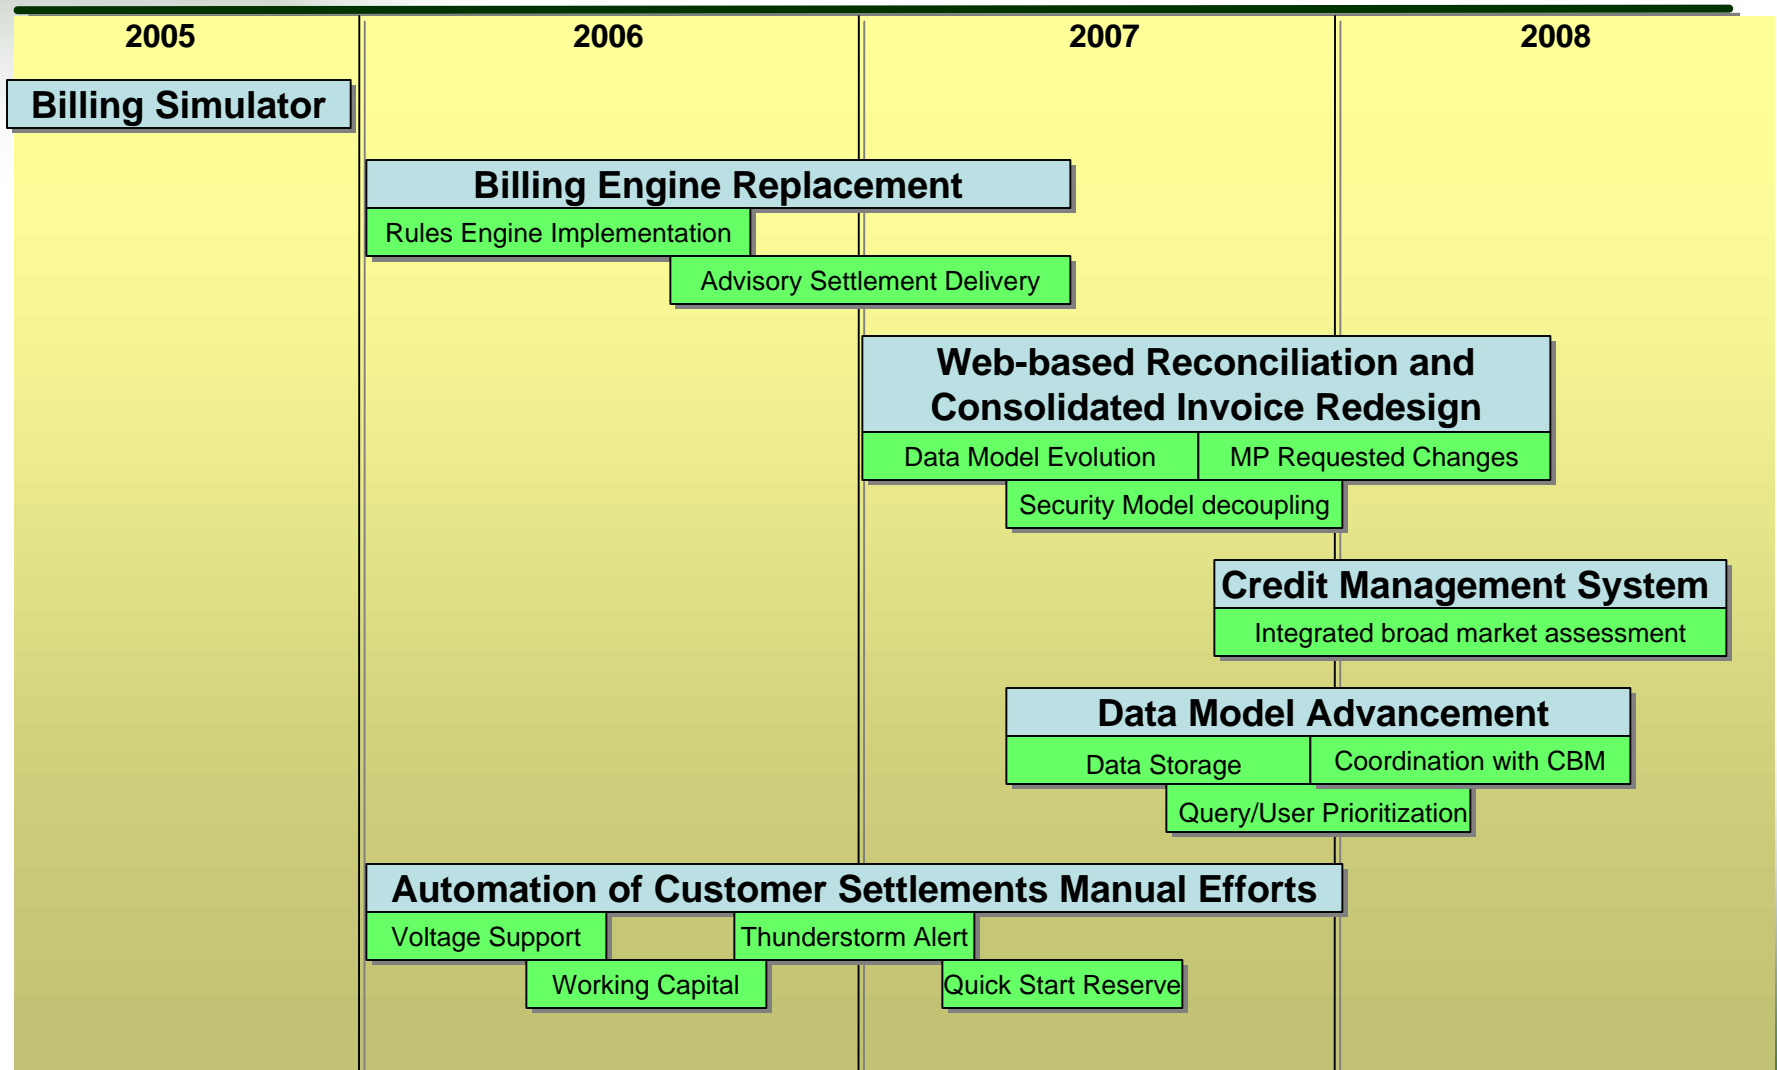 2005 2006 2007 2008
Billing Simulator
Billing Engine Replacement
Rules Engine Implementation
Advisory Settlement Delivery
Web-based Reconciliation and
Consolidated Invoice Redesign
Data Model Evolution MP Requested Changes
Security Model decoupling
Credit Management System
Integrated broad market assessment
Data Model Advancement
Data Storage Coordination with CBM
Query/User Prioritization
Automation of Customer Settlements Manual Efforts
Voltage Support Thunderstorm Alert
Working Capital Quick Start Reserve